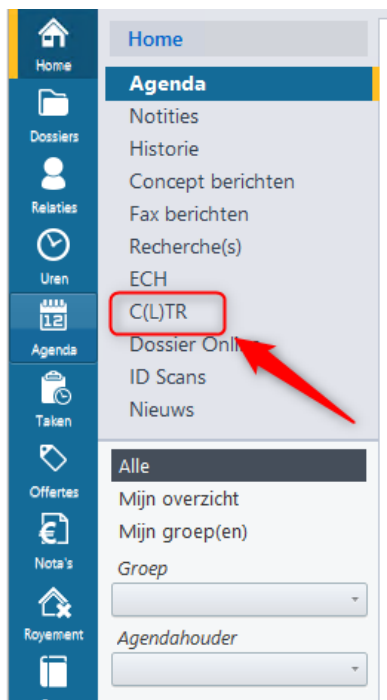 Home
Dossiers
Relaties
Uren
12
Agenda
Taken
Offertes
Nota's
Royement
Home
Agenda
Notities
Historie
Concept berichten
Fax berichten
Recherche(s)
ECH
C(L)TR
Dossier Online
ID Scans
Nieuws
Alle
Mijn overzicht
Mijn groep(en)
Groep
Agendahouder